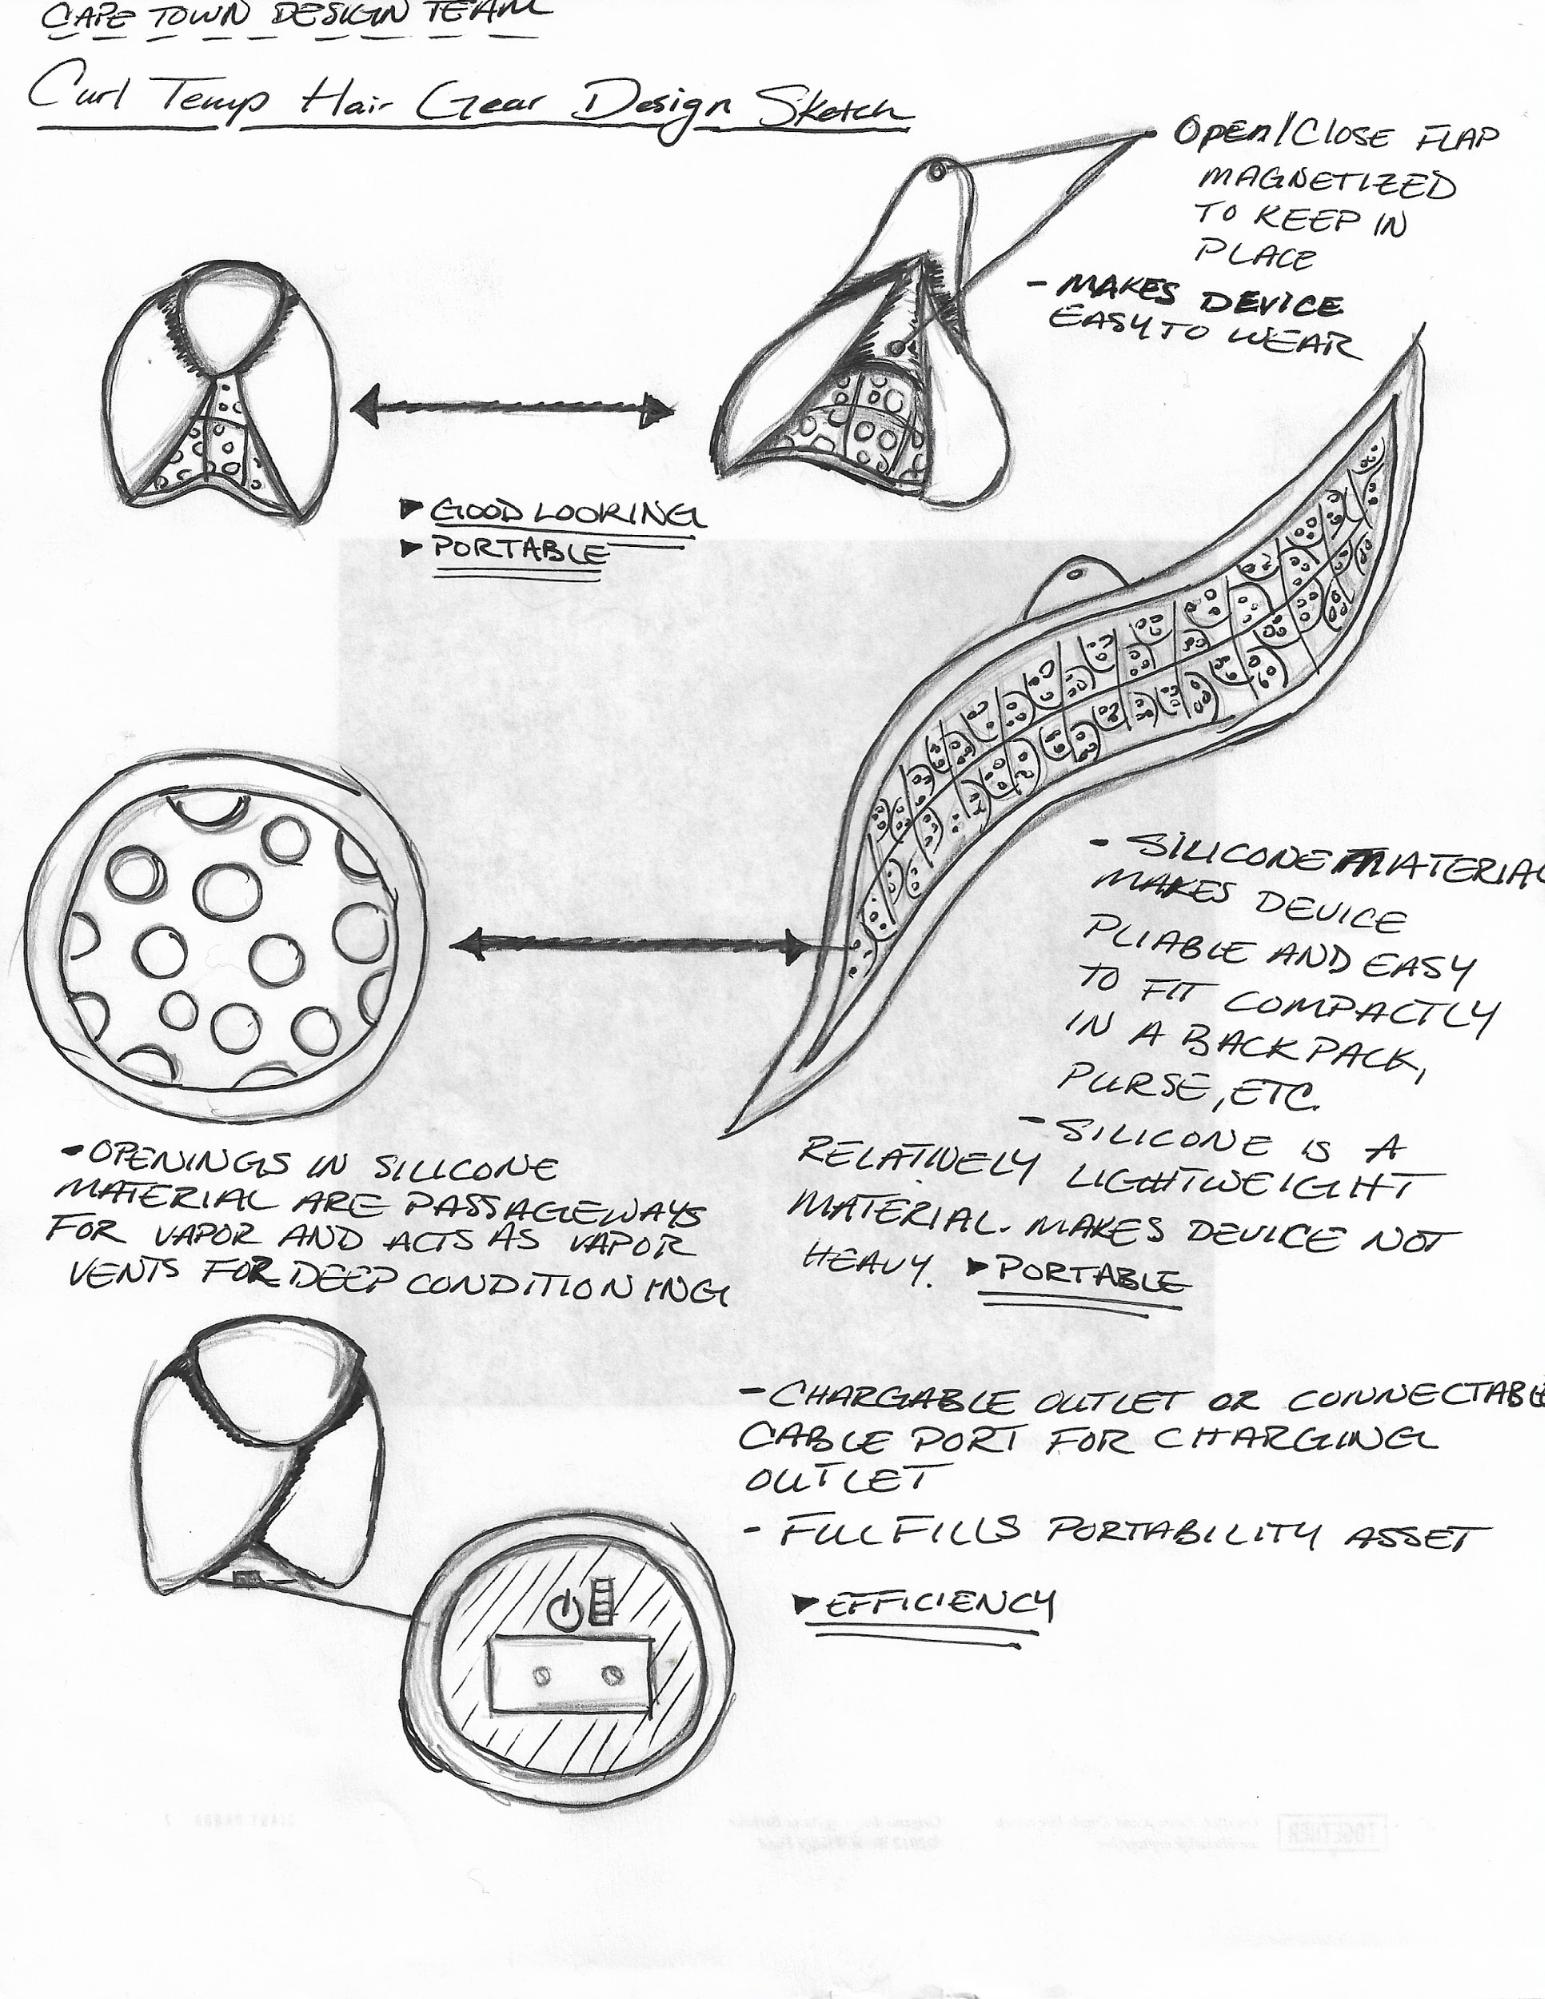 CAPE TOWN DESIGN TEAM
Curl Temp Hair Gear Design Sketch
OPEN/CLOSE FLAP
MAGNETIZED
TO KEEP IN
PLACE
- MAKES DEVICE
EASY TO WEAR
GOOD LOOKING
PORTABLE
- SILICONE MATERIAL
MAKES DEVICE
PLIABLE AND EASY
TO FIT COMPACTLY
IN A BACKPACK,
PURSE, ETC.
- SILICONE IS A
RELATIVELY LIGHTWEIGHT
MATERIAL. MAKES DEVICE NOT
HEAVY. ▸ PORTABLE
- OPENINGS IN SILICONE
MATERIAL ARE PASSAGEWAYS
FOR VAPOR AND ACTS AS VAPOR
VENTS FOR DEEP CONDITIONING
- CHARGABLE OUTLET OR CONNECTABLE
CABLE PORT FOR CHARGING
OUTLET
- FULFILLS PORTABILITY ASSET
▸ EFFICIENCY
TOGETHER